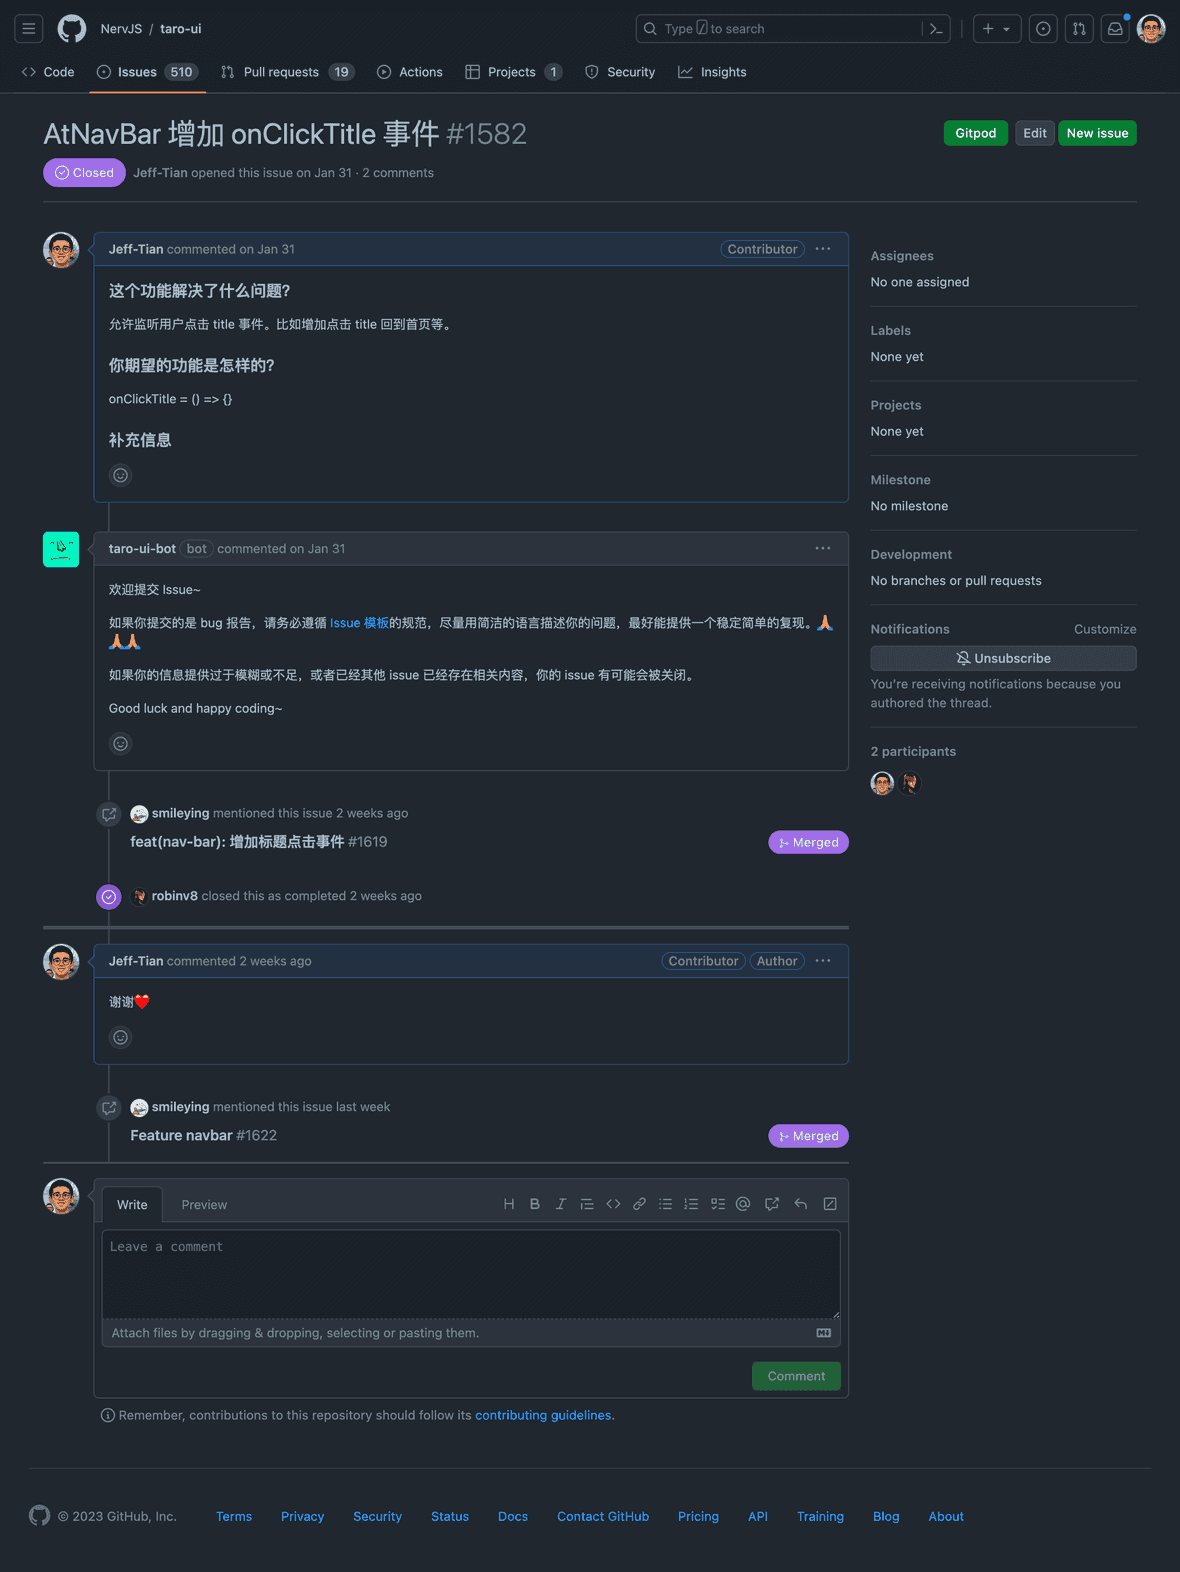 NervJS / taro-ui
Type / to search
Code
Issues 510
Pull requests 19
Actions
Projects 1
Security
Insights
AtNavBar 增加 onClickTitle 事件 #1582
Gitpod
Edit
New issue
Closed
Jeff-Tian opened this issue on Jan 31 · 2 comments
Jeff-Tian commented on Jan 31
Contributor
这个功能解决了什么问题?
允许监听用户点击 title 事件。比如增加点击 title 回到首页等。
你期望的功能是怎样的?
onClickTitle = () => {}
补充信息
taro-ui-bot bot commented on Jan 31
欢迎提交 Issue~
如果你提交的是 bug 报告，请务必遵循 Issue 模板的规范，尽量用简洁的语言描述你的问题，最好能提供一个稳定简单的复现。🙏
🙏🙏
如果你的信息提供过于模糊或不足，或者已经其他 issue 已经存在相关内容，你的 issue 有可能会被关闭。
Good luck and happy coding~
smileying mentioned this issue 2 weeks ago
feat(nav-bar): 增加标题点击事件 #1619
Merged
robinv8 closed this as completed 2 weeks ago
Jeff-Tian commented 2 weeks ago
Contributor
Author
谢谢❤️
smileying mentioned this issue last week
Feature navbar #1622
Merged
Write
Preview
Leave a comment
Attach files by dragging & dropping, selecting or pasting them.
Comment
Remember, contributions to this repository should follow its contributing guidelines.
Assignees
No one assigned
Labels
None yet
Projects
None yet
Milestone
No milestone
Development
No branches or pull requests
Notifications
Customize
Unsubscribe
You’re receiving notifications because you
authored the thread.
2 participants
© 2023 GitHub, Inc.
Terms
Privacy
Security
Status
Docs
Contact GitHub
Pricing
API
Training
Blog
About